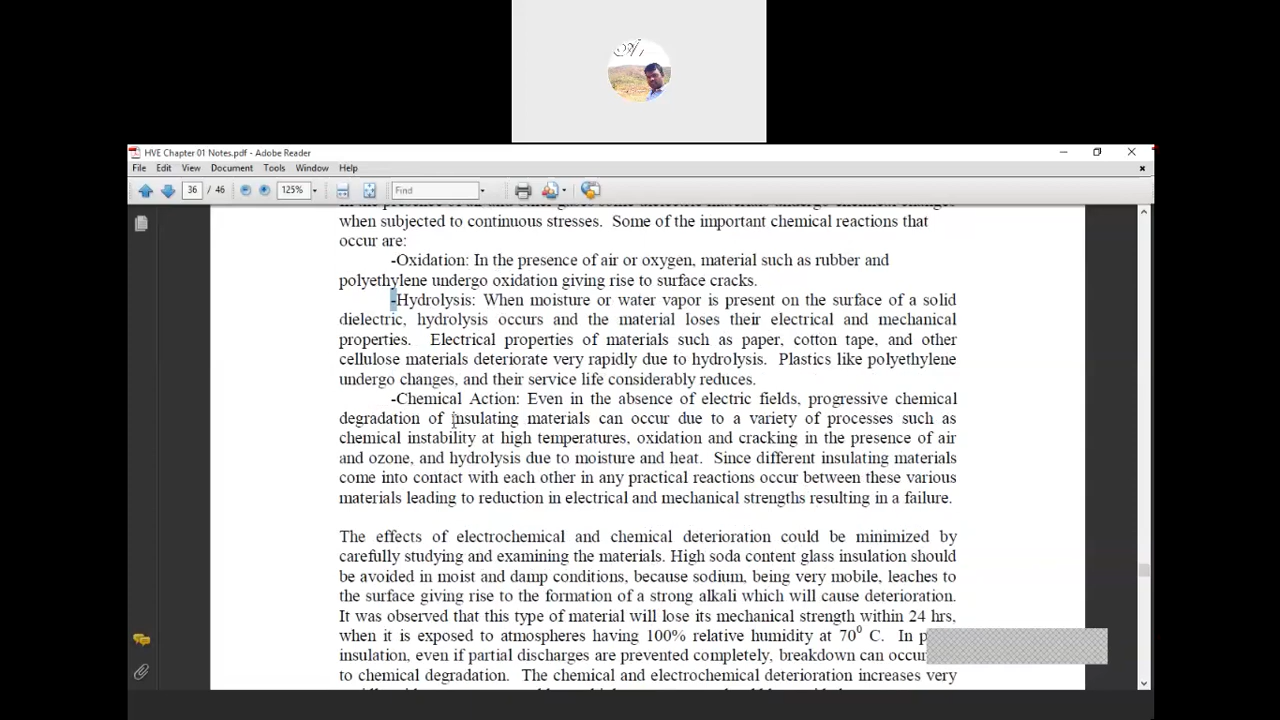 HVE Chapter 01 Notes.pdf - Adobe Reader
File Edit View Document Tools Window Help
36 / 46 125% Find
when subjected to continuous stresses. Some of the important chemical reactions that
occur are:
-Oxidation: In the presence of air or oxygen, material such as rubber and
polyethylene undergo oxidation giving rise to surface cracks.
-Hydrolysis: When moisture or water vapor is present on the surface of a solid
dielectric, hydrolysis occurs and the material loses their electrical and mechanical
properties. Electrical properties of materials such as paper, cotton tape, and other
cellulose materials deteriorate very rapidly due to hydrolysis. Plastics like polyethylene
undergo changes, and their service life considerably reduces.
-Chemical Action: Even in the absence of electric fields, progressive chemical
degradation of insulating materials can occur due to a variety of processes such as
chemical instability at high temperatures, oxidation and cracking in the presence of air
and ozone, and hydrolysis due to moisture and heat. Since different insulating materials
come into contact with each other in any practical reactions occur between these various
materials leading to reduction in electrical and mechanical strengths resulting in a failure.
The effects of electrochemical and chemical deterioration could be minimized by
carefully studying and examining the materials. High soda content glass insulation should
be avoided in moist and damp conditions, because sodium, being very mobile, leaches to
the surface giving rise to the formation of a strong alkali which will cause deterioration.
It was observed that this type of material will lose its mechanical strength within 24 hrs,
when it is exposed to atmospheres having 100% relative humidity at 70⁰ C. In
insulation, even if partial discharges are prevented completely, breakdown can occur
to chemical degradation. The chemical and electrochemical deterioration increases very